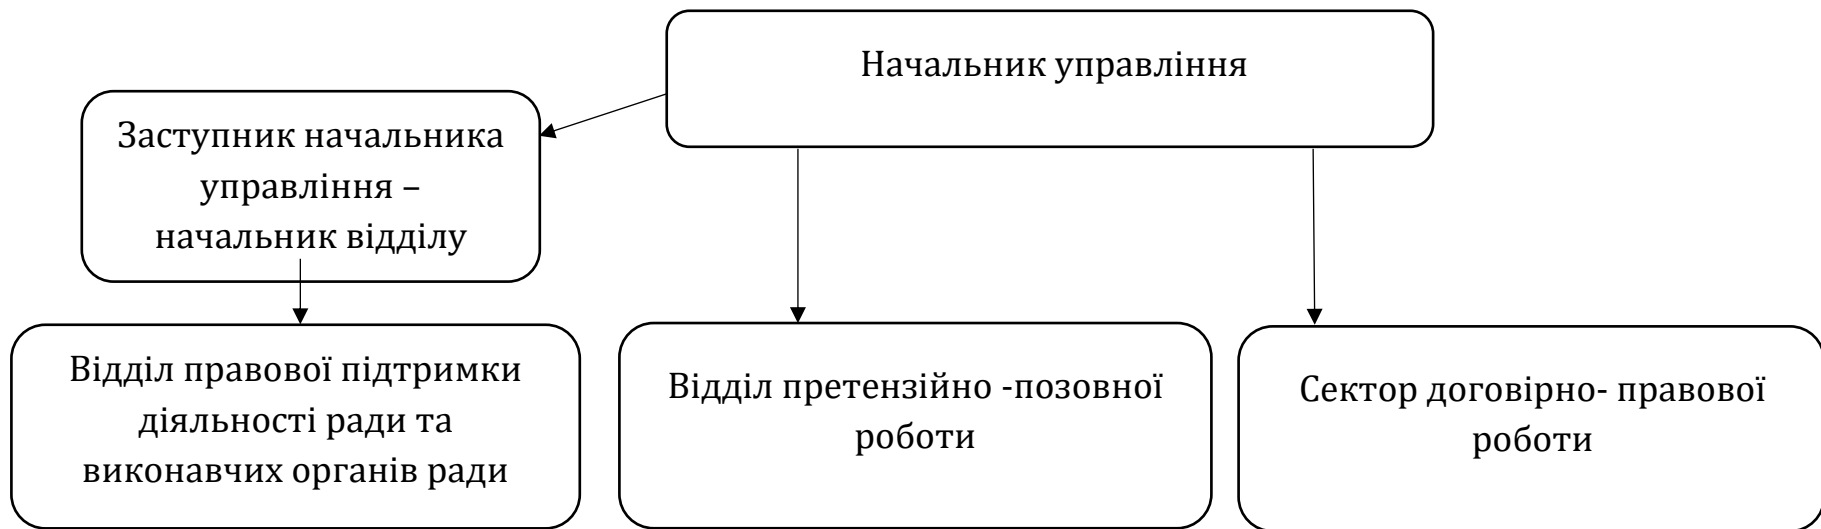 Начальник управління
Заступник начальника
управління –
начальник відділу
Відділ правової підтримки
діяльності ради та
виконавчих органів ради
Відділ претензійно -позовної
роботи
Сектор договірно- правової
роботи